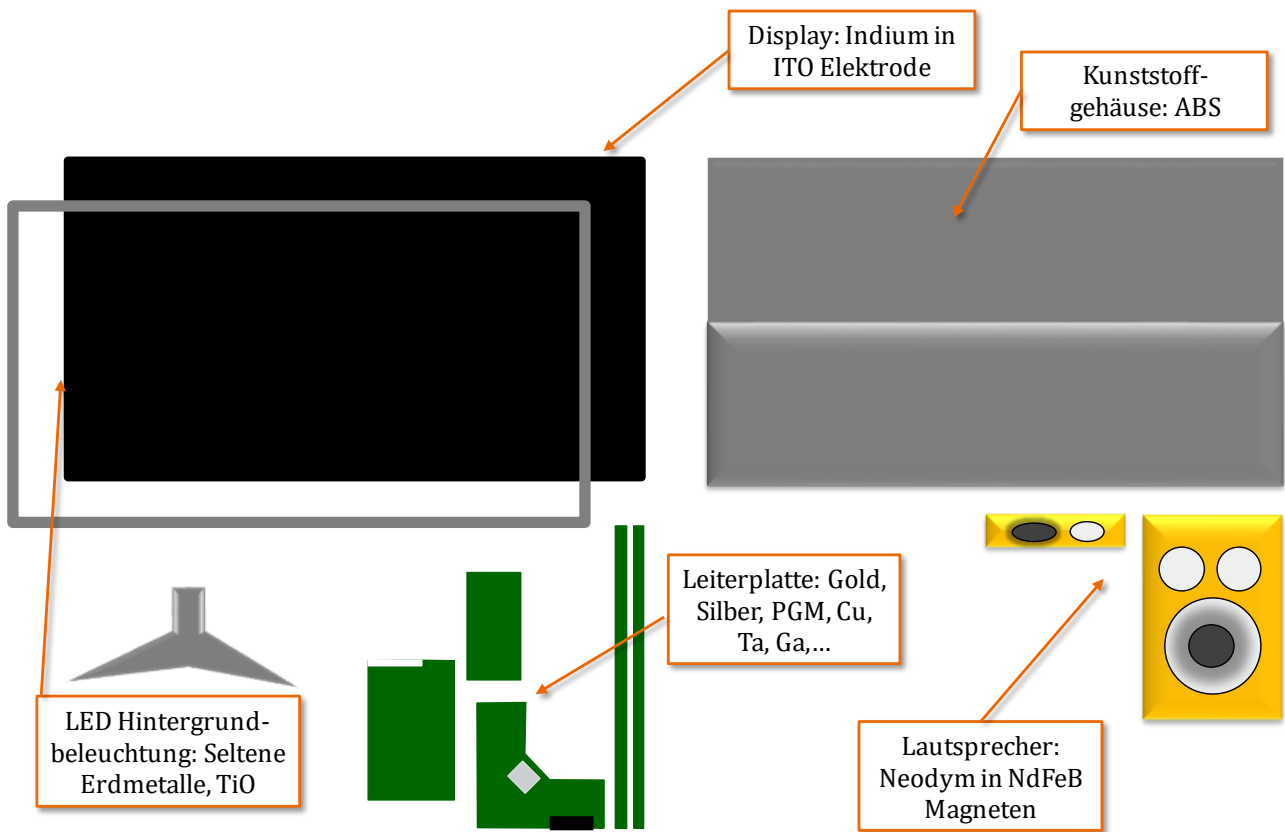 Display: Indium in
ITO Elektrode
Kunststoff-
gehäuse: ABS
Leiterplatte: Gold,
Silber, PGM, Cu,
Ta, Ga,...
LED Hintergrund-
beleuchtung: Seltene
Erdmetalle, TiO
Lautsprecher:
Neodym in NdFeB
Magneten